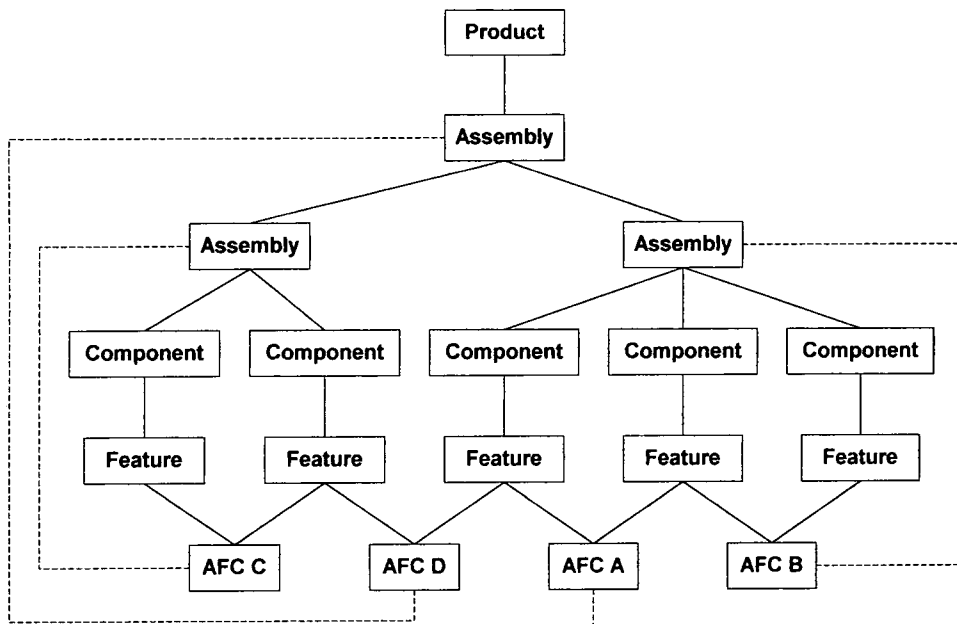 Product
Assembly
Assembly
Assembly
Component
Component
Component
Component
Component
Feature
Feature
Feature
Feature
Feature
AFC C
AFC D
AFC A
AFC B